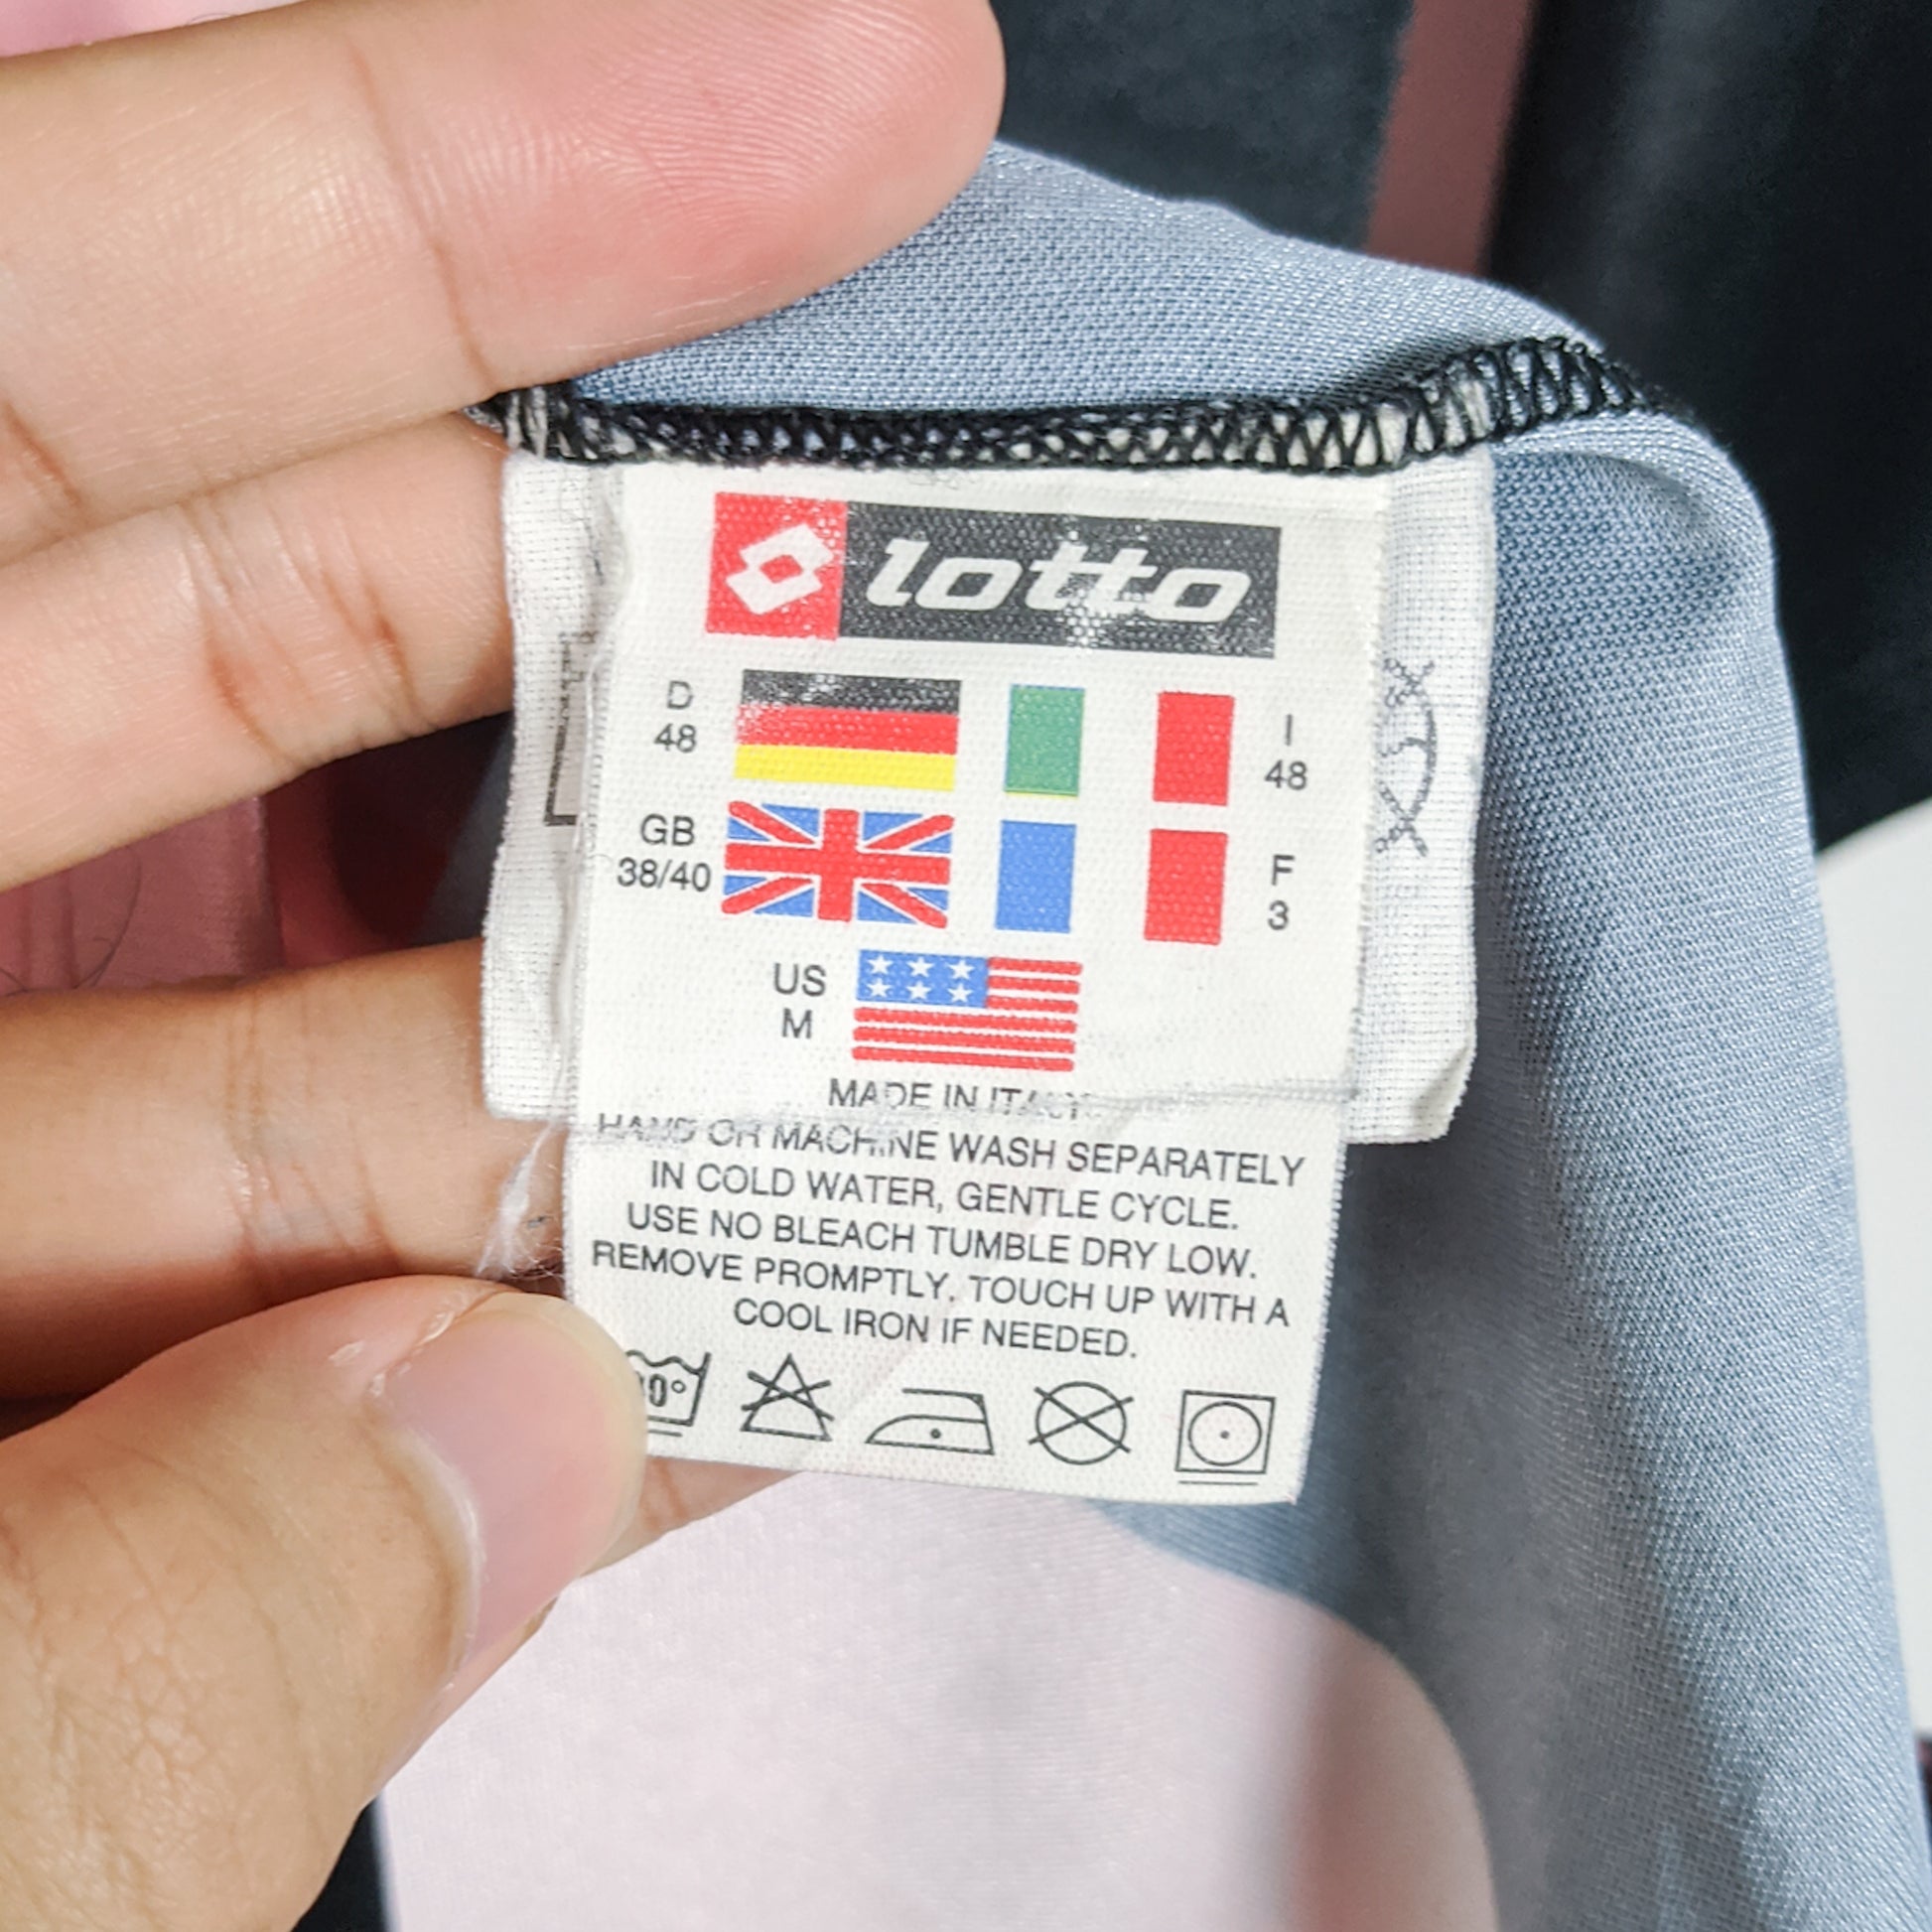 lotto
D
48
I
48
GB
38/40
F
3
US
M
MADE IN ITALY
HAND OR MACHINE WASH SEPARATELY
IN COLD WATER, GENTLE CYCLE.
USE NO BLEACH TUMBLE DRY LOW.
REMOVE PROMPTLY. TOUCH UP WITH A
COOL IRON IF NEEDED.